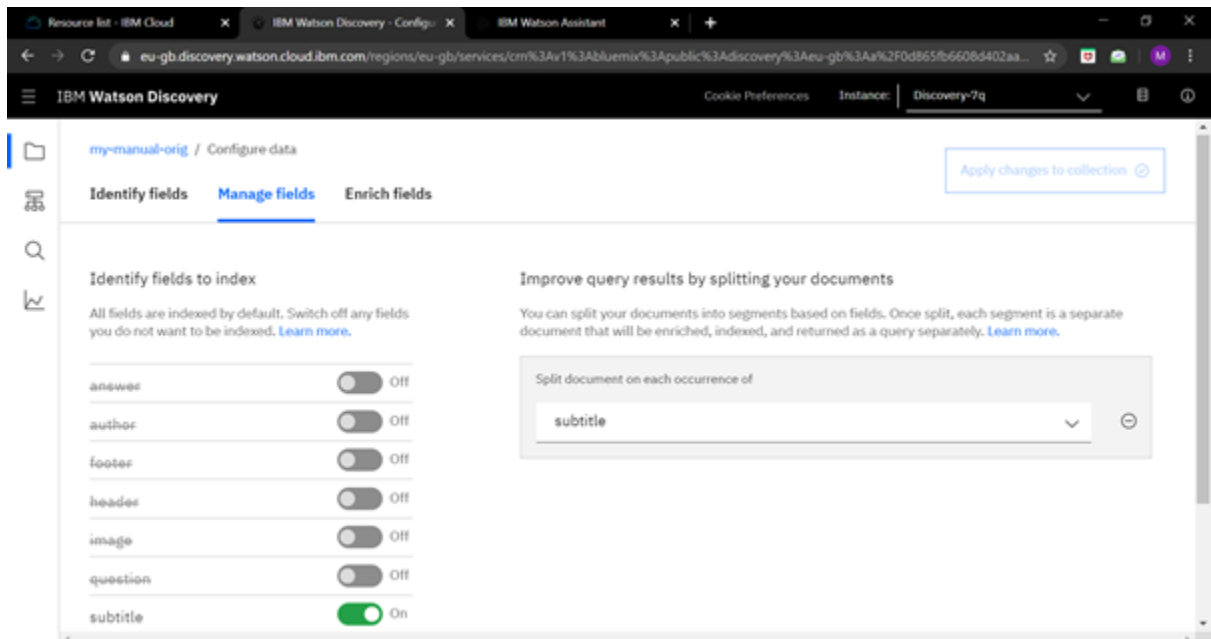 Resource list - IBM Cloud
IBM Watson Discovery - Configu
IBM Watson Assistant
eu-gb.discovery.watson.cloud.ibm.com/regions/eu-gb/services/crn%3Av1%3Abluemix%3Apublic%3Adiscovery%3Aeu-gb%3Aa%2F0d865fb6608d402aa...
M
IBM Watson Discovery
Cookie Preferences
Instance:
Discovery-7q
my-manual-orig / Configure data
Apply changes to collection
Identify fields
Manage fields
Enrich fields
Identify fields to index
All fields are indexed by default. Switch off any fields
you do not want to be indexed. Learn more.
answer Off
author Off
footer Off
header Off
image Off
question Off
subtitle On
Improve query results by splitting your documents
You can split your documents into segments based on fields. Once split, each segment is a separate
document that will be enriched, indexed, and returned as a query separately. Learn more.
Split document on each occurrence of
subtitle